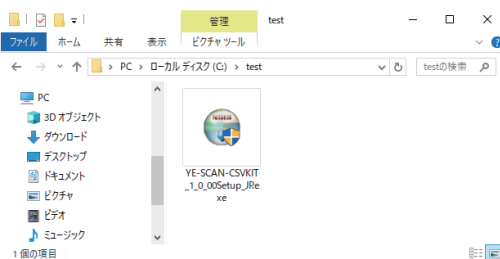 管理
test
ファイル ホーム 共有 表示 ピクチャ ツール
PC › ローカル ディスク (C:) › test
testの検索
PC
3D オブジェクト
ダウンロード
デスクトップ
ドキュメント
ピクチャ
ビデオ
ミュージック
YE-SCAN-CSVKIT
_1_0_00Setup_JP.e
xe
1 個の項目